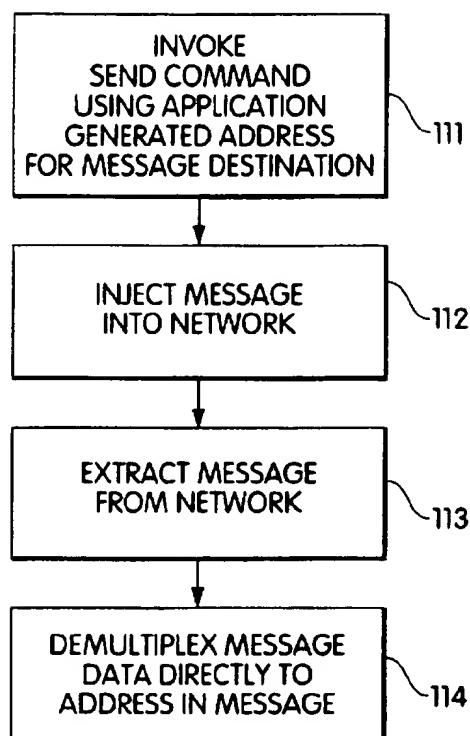 INVOKE
SEND COMMAND
USING APPLICATION
GENERATED ADDRESS
FOR MESSAGE DESTINATION
111
INJECT MESSAGE
INTO NETWORK
112
EXTRACT MESSAGE
FROM NETWORK
113
DEMULTIPLEX MESSAGE
DATA DIRECTLY TO
ADDRESS IN MESSAGE
114